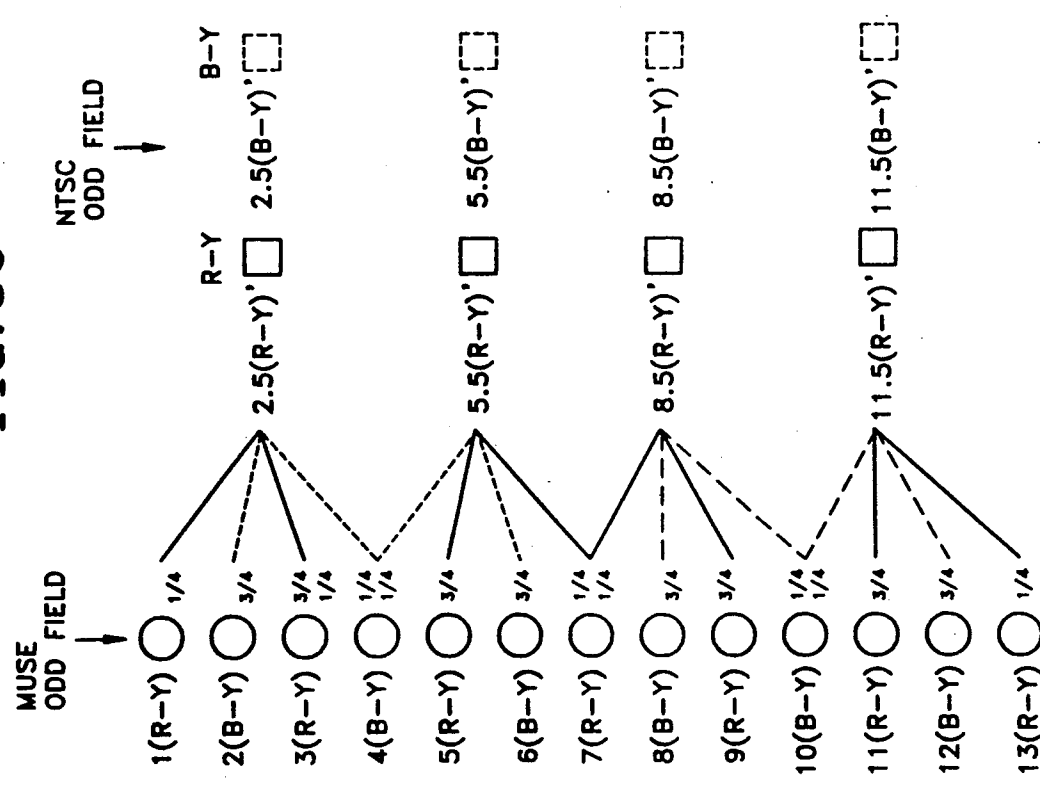 MUSE
ODD FIELD
NTSC
ODD FIELD
R-Y
B-Y
1(R-Y) 1/4
2(B-Y) 3/4
3(R-Y) 3/4
1/4
4(B-Y) 1/4
1/4
5(R-Y) 3/4
6(B-Y) 3/4
7(R-Y) 1/4
1/4
8(B-Y) 3/4
9(R-Y) 3/4
10(B-Y) 1/4
1/4
11(R-Y) 3/4
12(B-Y) 3/4
13(R-Y) 1/4
2.5(R-Y)' 2.5(B-Y)'
5.5(R-Y)' 5.5(B-Y)'
8.5(R-Y)' 8.5(B-Y)'
11.5(R-Y)' 11.5(B-Y)'